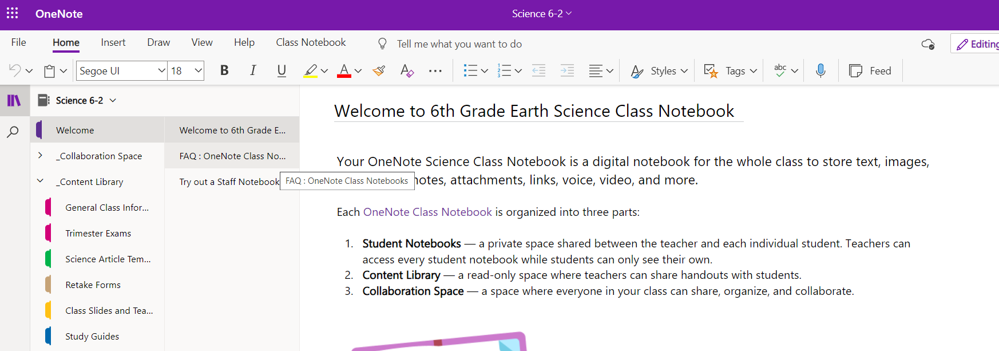 OneNote
Science 6-2
File Home Insert Draw View Help Class Notebook Tell me what you want to do Editing
Segoe UI 18 B I U A A Styles Tags abc Feed
Science 6-2
Welcome
_Collaboration Space
_Content Library
General Class Infor...
Trimester Exams
Science Article Tem...
Retake Forms
Class Slides and Tea...
Study Guides
Welcome to 6th Grade E...
FAQ : OneNote Class No...
Try out a Staff Notebook
FAQ : OneNote Class Notebooks
Welcome to 6th Grade Earth Science Class Notebook
Your OneNote Science Class Notebook is a digital notebook for the whole class to store text, images,
notes, attachments, links, voice, video, and more.
Each OneNote Class Notebook is organized into three parts:
1. Student Notebooks — a private space shared between the teacher and each individual student. Teachers can
access every student notebook while students can only see their own.
2. Content Library — a read-only space where teachers can share handouts with students.
3. Collaboration Space — a space where everyone in your class can share, organize, and collaborate.